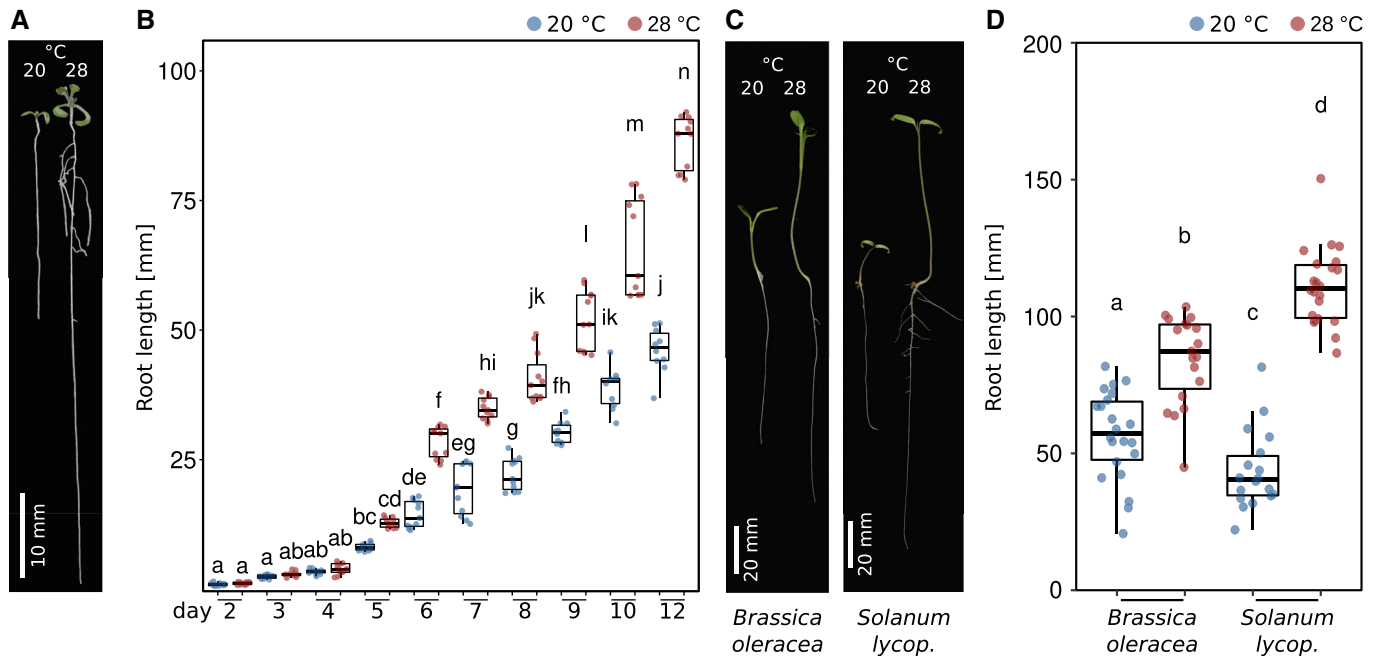 A
°C
20 28
10 mm
B
20 °C 28 °C
Root length [mm]
100
75
50
25
a a a ab ab ab bc cd de f eg hi g jk fh l ik m j n
day 2 3 4 5 6 7 8 9 10 12
C
°C
20 28
20 mm
Brassica
oleracea
°C
20 28
20 mm
Solanum
lycop.
D
20 °C 28 °C
Root length [mm]
200
150
100
50
0
a b c d
Brassica
oleracea
Solanum
lycop.